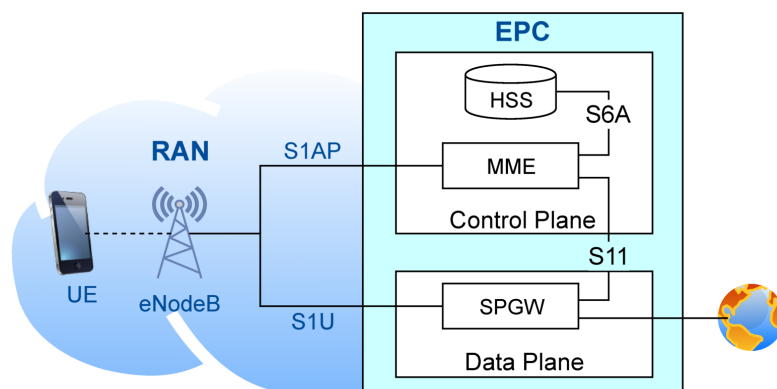 EPC
HSS
S6A
RAN
S1AP
MME
Control Plane
S11
UE
eNodeB
S1U
SPGW
Data Plane